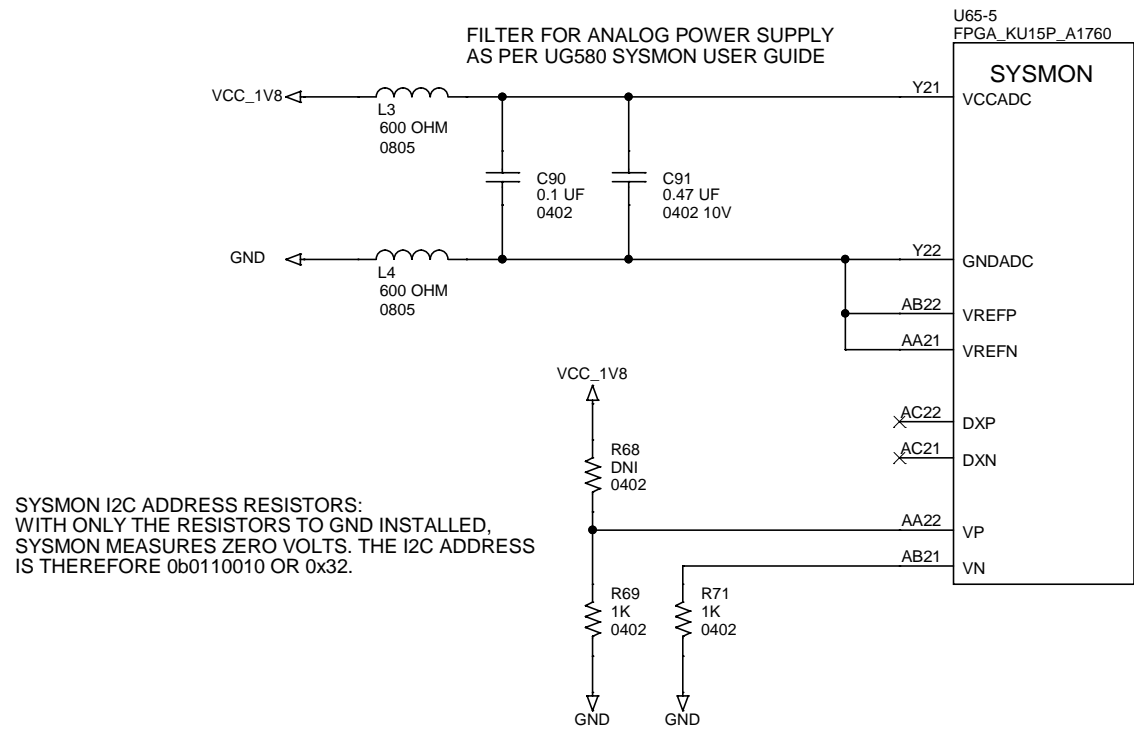 U65-5
FPGA_KU15P_A1760
FILTER FOR ANALOG POWER SUPPLY
AS PER UG580 SYSMON USER GUIDE
SYSMON
VCC_1V8
L3
600 OHM
0805
Y21
VCCADC
C90
0.1 UF
0402
C91
0.47 UF
0402 10V
GND
L4
600 OHM
0805
Y22
GNDADC
AB22
VREFP
AA21
VREFN
VCC_1V8
AC22
DXP
AC21
DXN
R68
DNI
0402
SYSMON I2C ADDRESS RESISTORS:
WITH ONLY THE RESISTORS TO GND INSTALLED,
SYSMON MEASURES ZERO VOLTS. THE I2C ADDRESS
IS THEREFORE 0b0110010 OR 0x32.
AA22
VP
AB21
VN
R69
1K
0402
R71
1K
0402
GND
GND